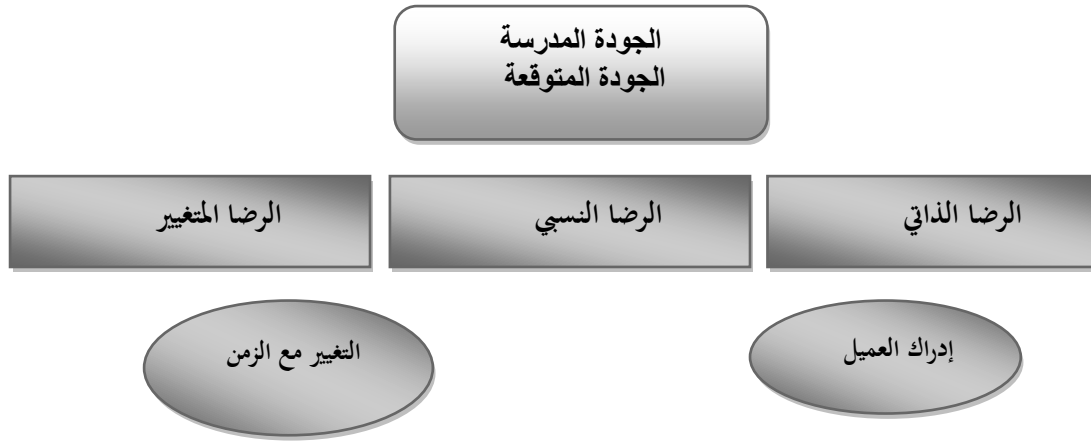 الجودة المدرسة
الجودة المتوقعة
الرضا الذاتي
الرضا النسبي
الرضا المتغيير
إدراك العميل
التغيير مع الزمن